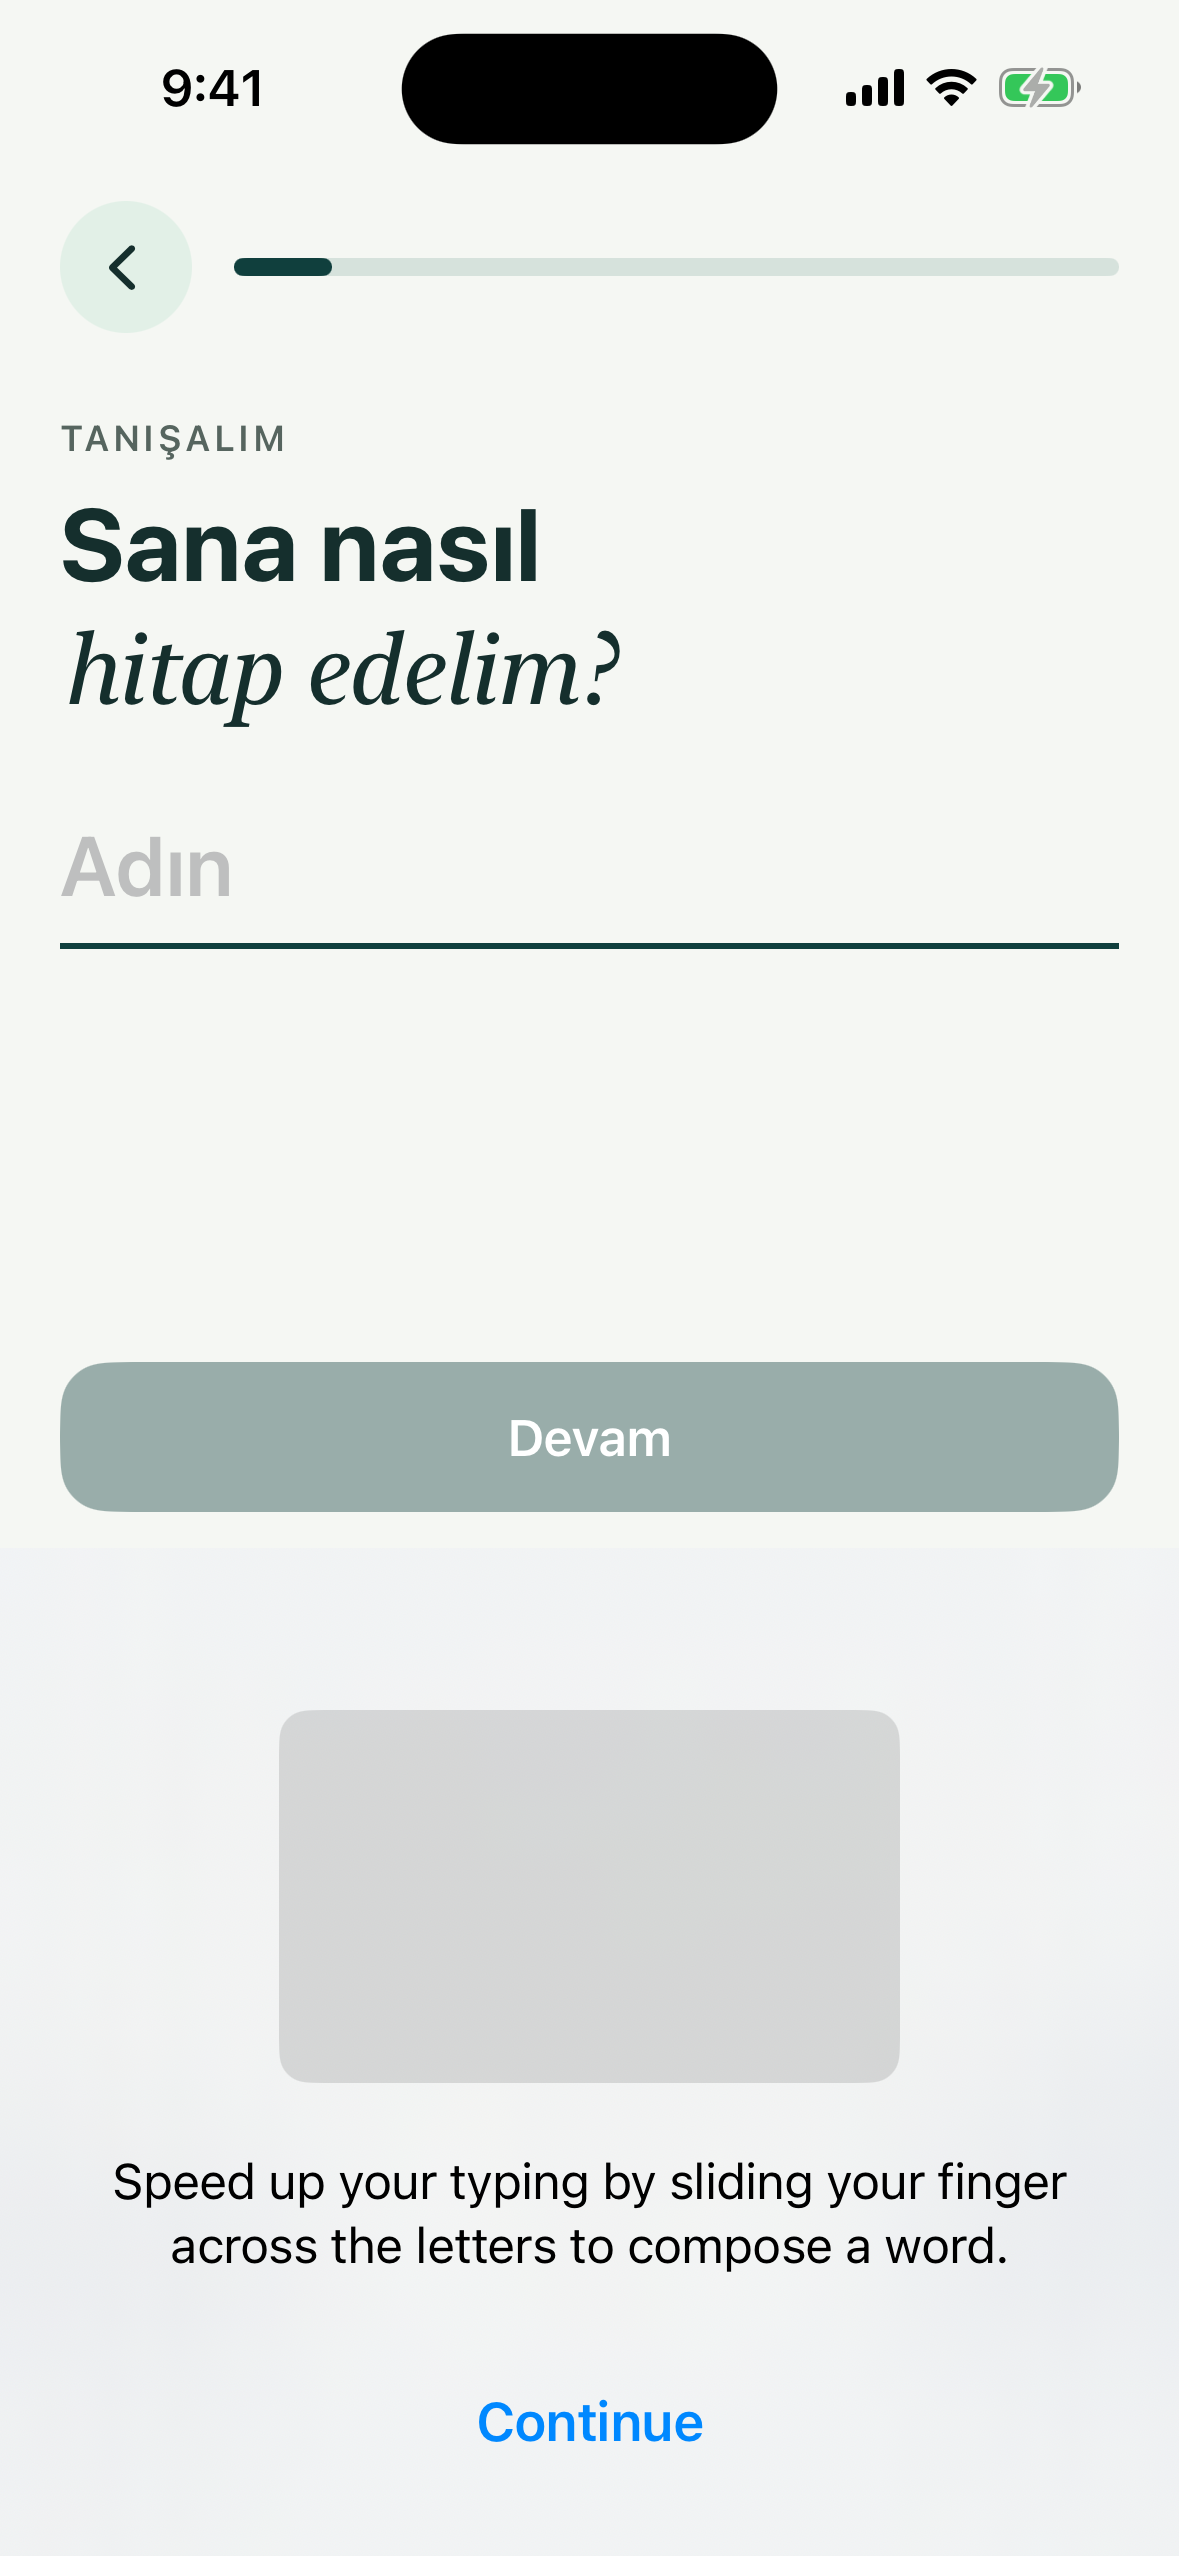 9:41
TANIŞALIM
Sana nasıl
hitap edelim?
Adın
Devam
Speed up your typing by sliding your finger
across the letters to compose a word.
Continue